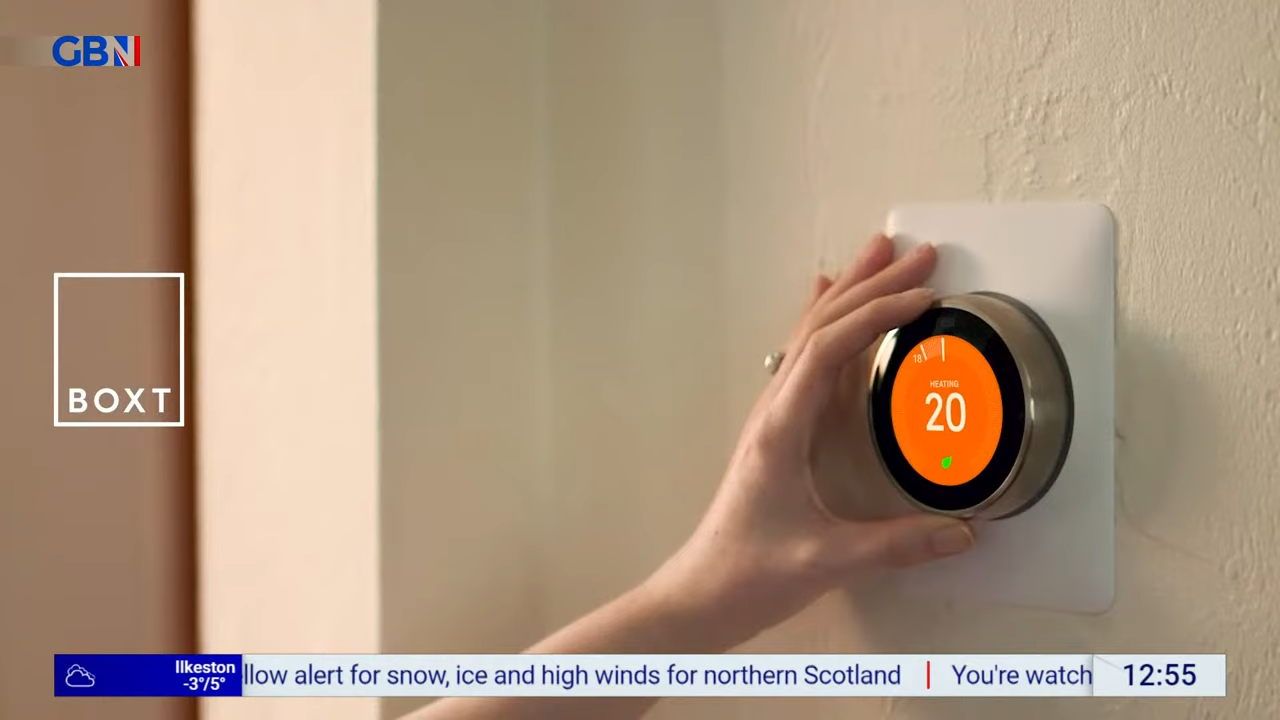 GBN
BOXT
18
HEATING
20
Ilkeston
-3°/5°
llow alert for snow, ice and high winds for northern Scotland | You're watch
12:55